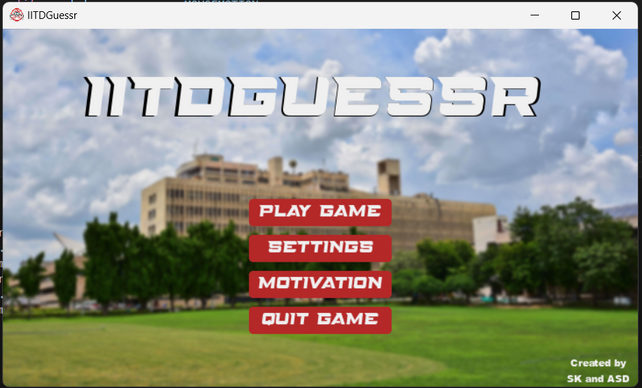 IITDGuessr
IITDGUESSR
PLAY GAME
SETTINGS
MOTIVATION
QUIT GAME
Created by
SK and ASD